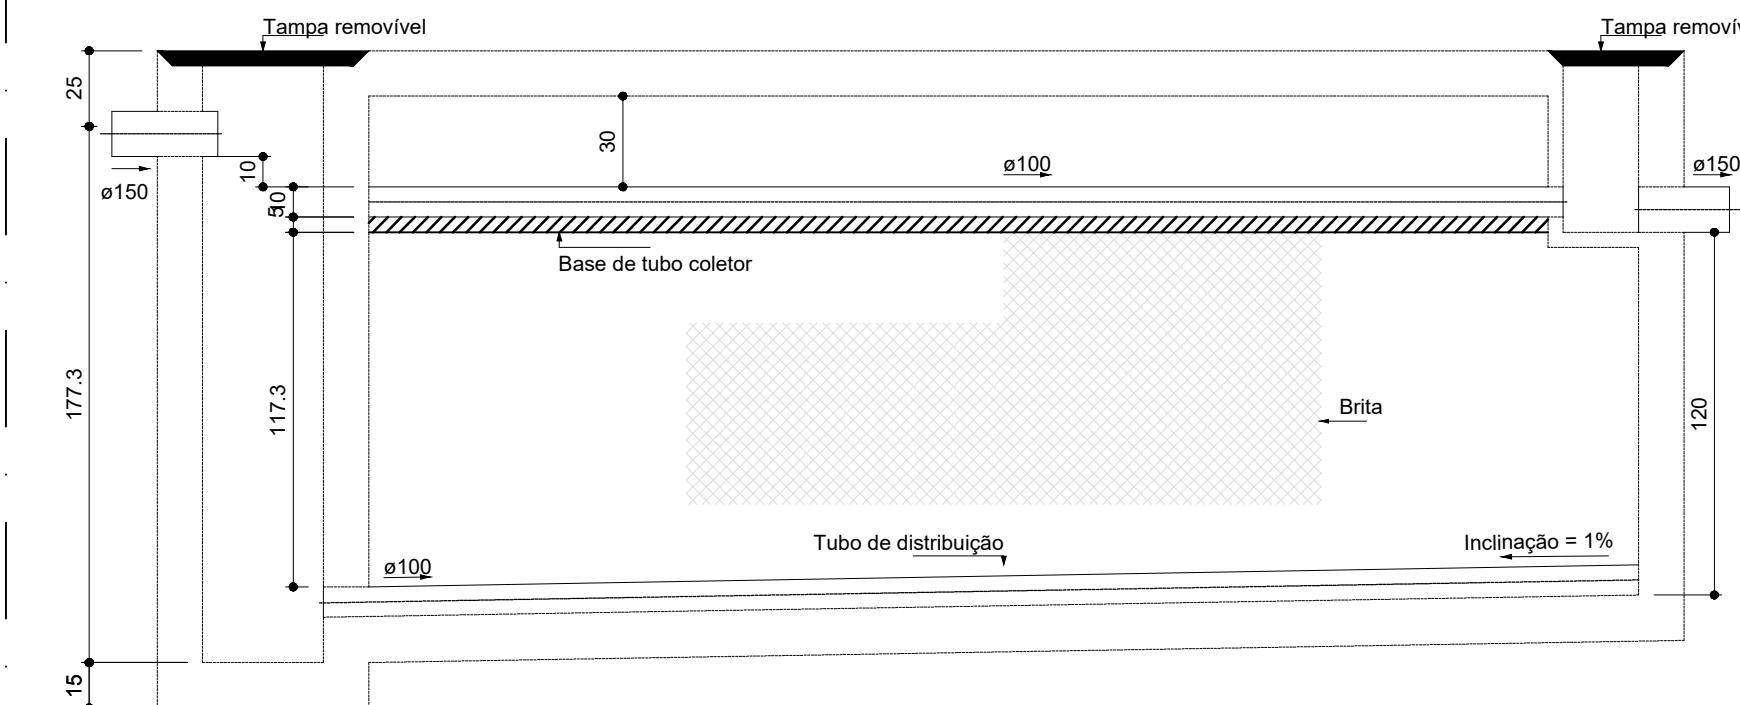 Tampa removível
Tampa removív
25
30
ø100
ø150
10
ø150
10
5
Base de tubo coletor
177.3
117.3
Brita
120
Tubo de distribuição
Inclinação = 1%
ø100
15